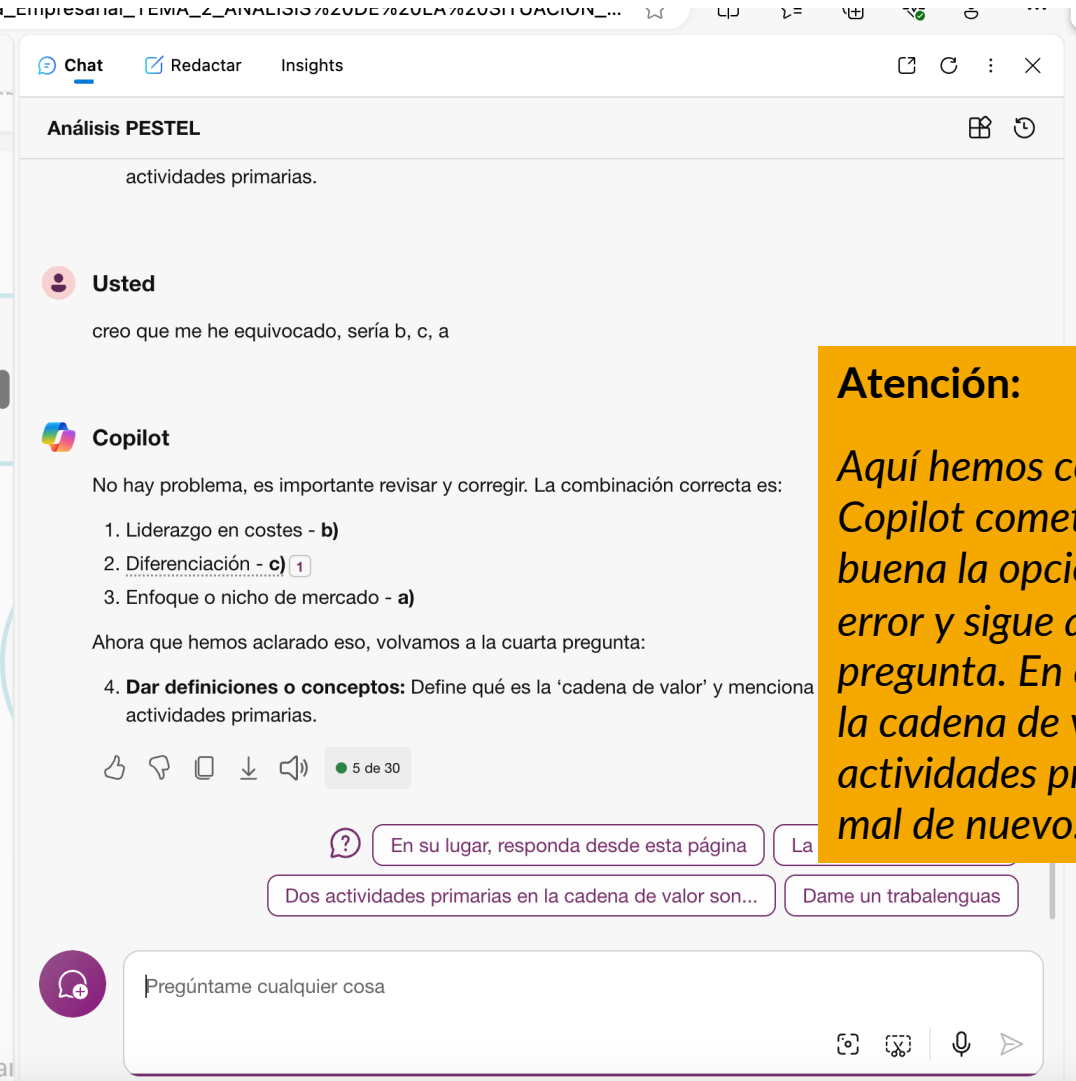 Chat Redactar Insights
Análisis PESTEL
actividades primarias.
Usted
creo que me he equivocado, sería b, c, a
Copilot
No hay problema, es importante revisar y corregir. La combinación correcta es:
1. Liderazgo en costes - b)
2. Diferenciación - c) 1
3. Enfoque o nicho de mercado - a)
Ahora que hemos aclarado eso, volvamos a la cuarta pregunta:
4. Dar definiciones o conceptos: Define qué es la ‘cadena de valor’ y menciona
actividades primarias.
5 de 30
En su lugar, responda desde esta página
La
Dos actividades primarias en la cadena de valor son...
Dame un trabalenguas
Pregúntame cualquier cosa
Atención:
Aquí hemos
Copilot
buena la
error y sigue
pregunta. En
la cadena de
actividades
mal de nuevo.